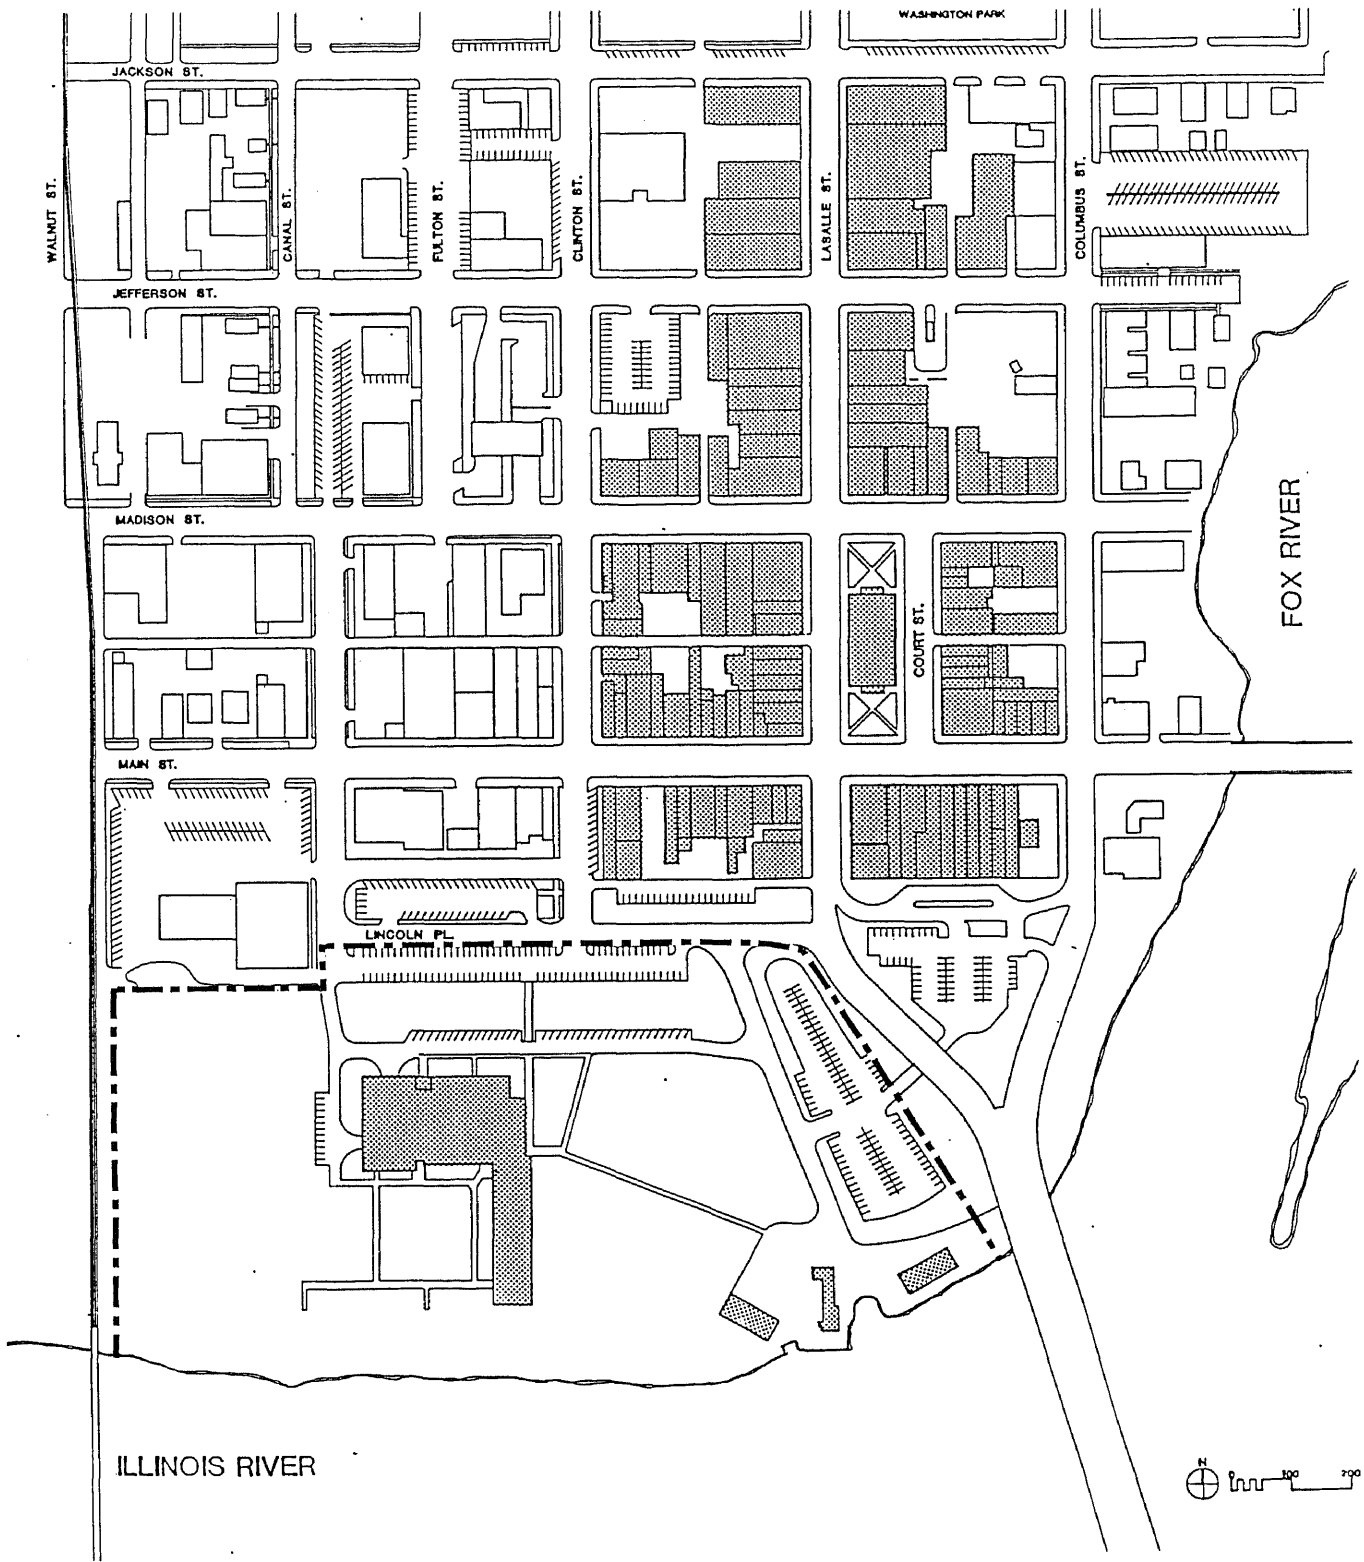 WASHINGTON PARK
JACKSON ST.
WALNUT ST.
CANAL ST.
FULTON ST.
CLINTON ST.
LASALLE ST.
COLUMBUS ST.
JEFFERSON ST.
MADISON ST.
FOX RIVER
COURT ST.
MAIN ST.
LINCOLN PL.
ILLINOIS RIVER
N
0 100 200